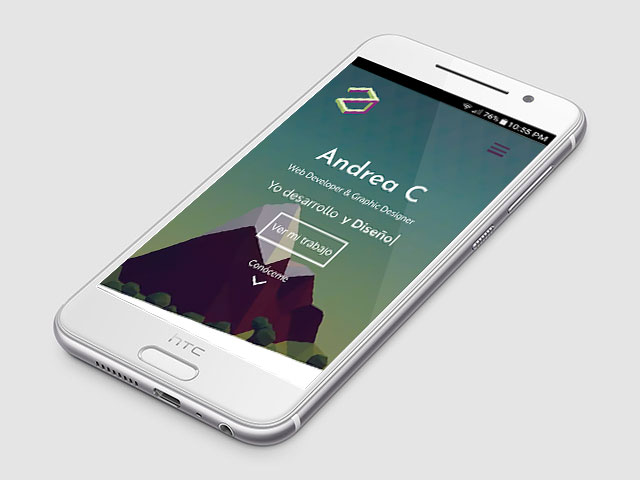 76% 10:55 PM
Andrea C
Web Developer & Graphic Designer
Yo desarrollo y Diseño|
Ver mi trabajo
Conóceme
hTC